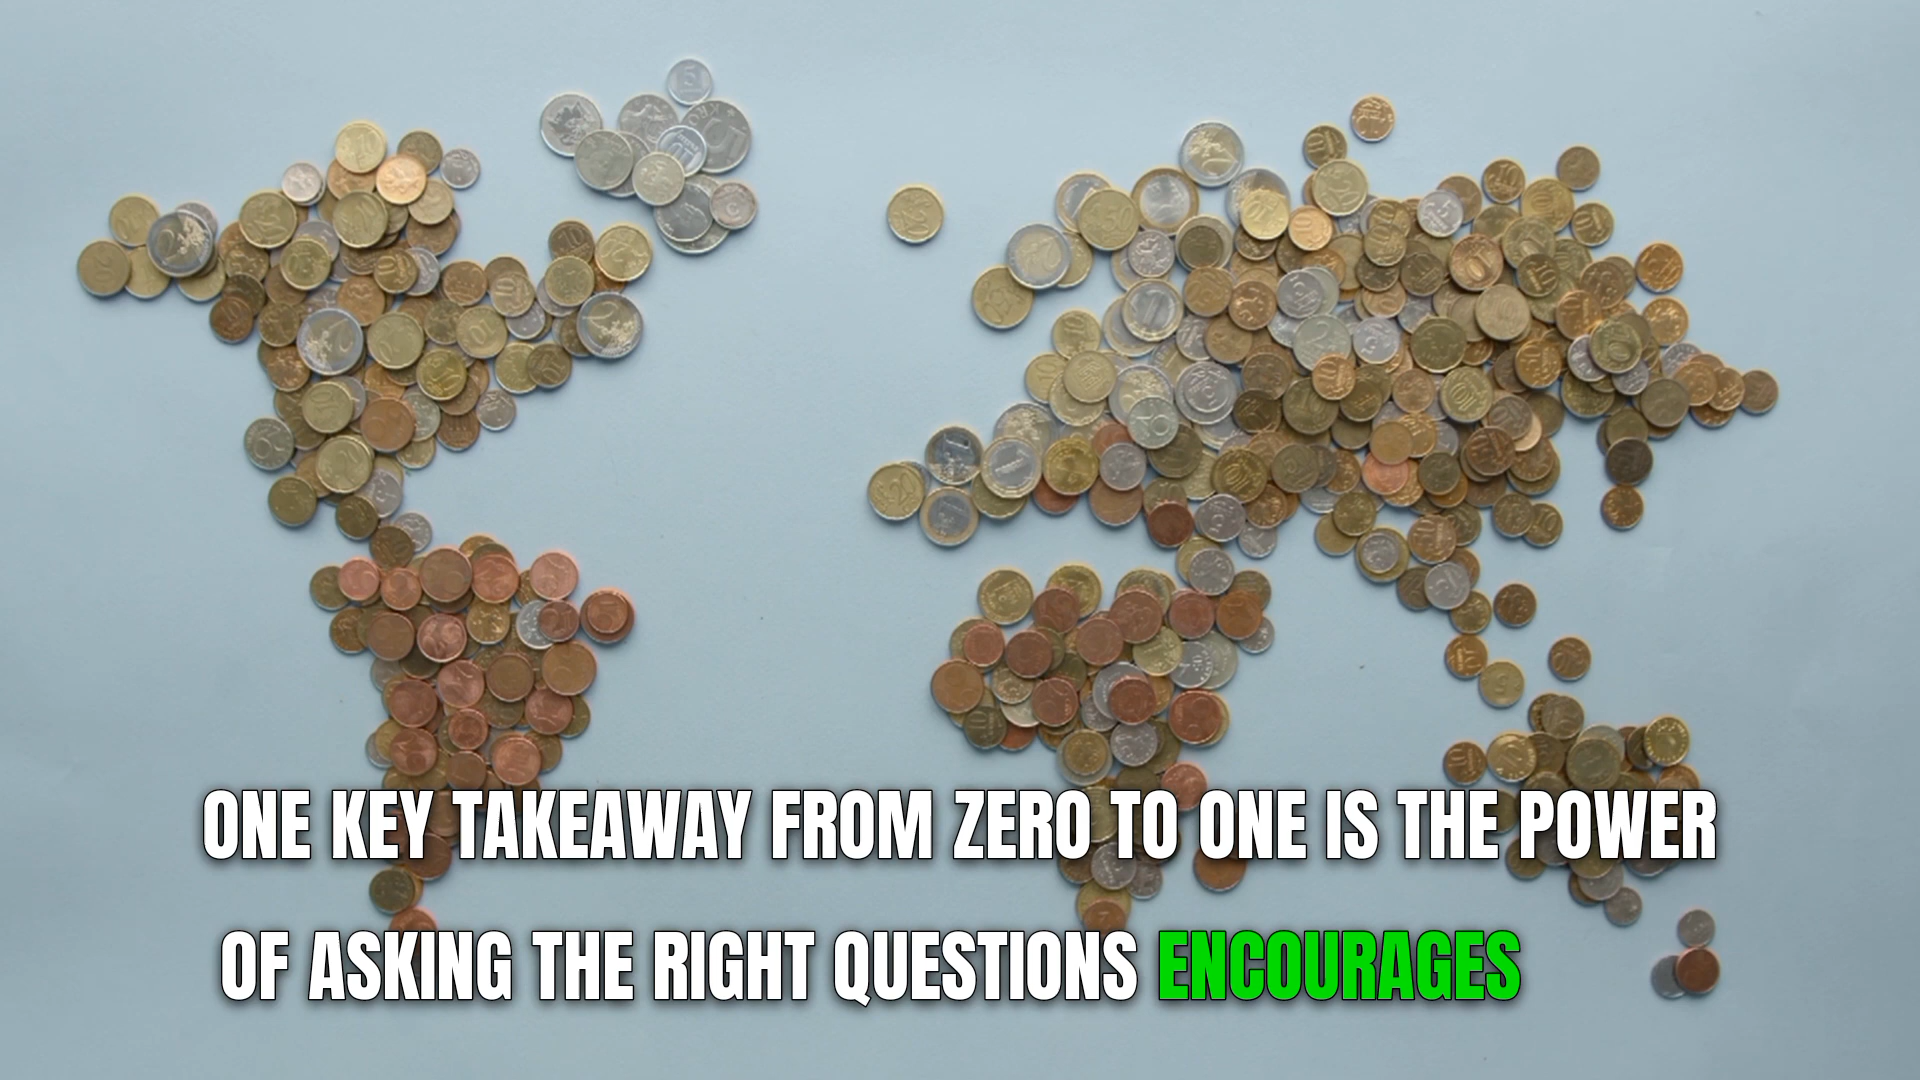 ONE KEY TAKEAWAY FROM ZERO TO ONE IS THE POWER
OF ASKING THE RIGHT QUESTIONS ENCOURAGES